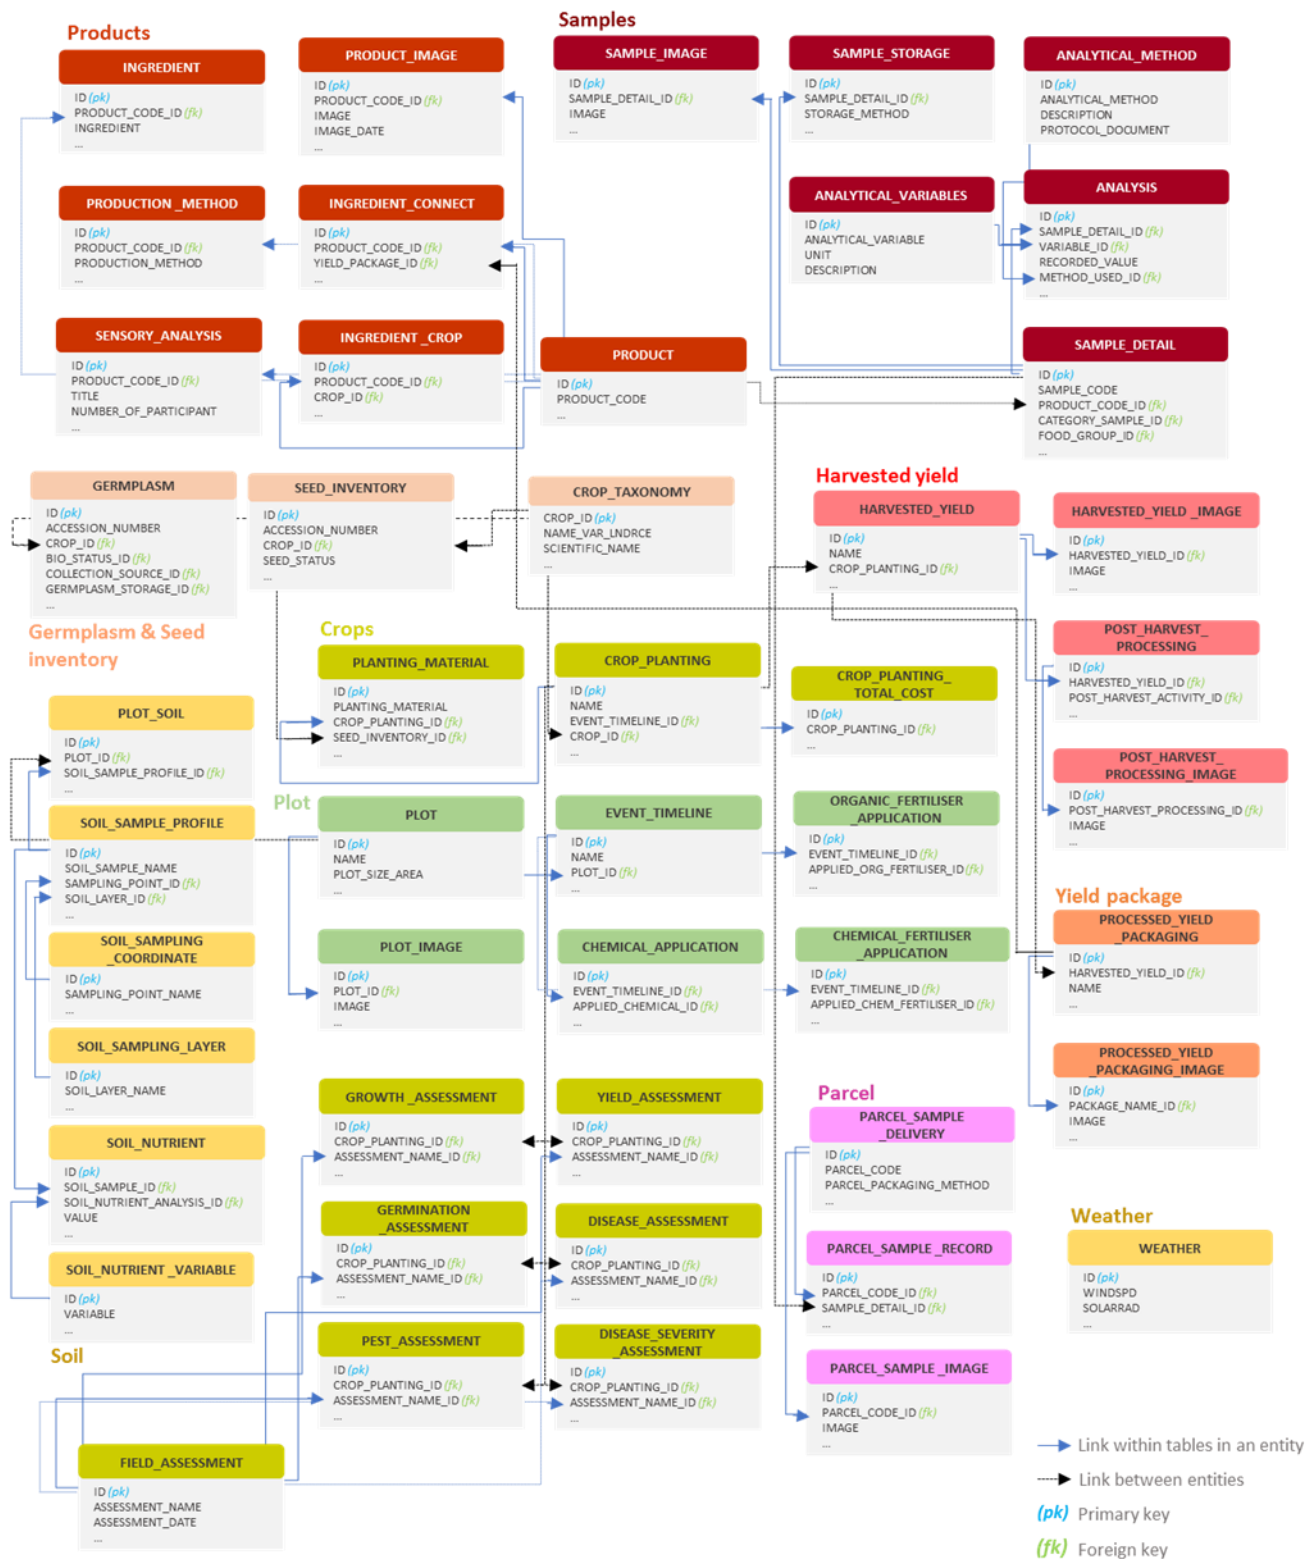 Products
INGREDIENT
ID (pk)
PRODUCT_CODE_ID (fk)
INGREDIENT
...
PRODUCT_IMAGE
ID (pk)
PRODUCT_CODE_ID (fk)
IMAGE
IMAGE_DATE
...
PRODUCTION _METHOD
ID (pk)
PRODUCT_CODE_ID (fk)
PRODUCTION_METHOD
...
INGREDIENT_CONNECT
ID (pk)
PRODUCT_CODE_ID (fk)
YIELD_PACKAGE_ID (fk)
...
SENSORY_ANALYSIS
ID (pk)
PRODUCT_CODE_ID (fk)
TITLE
NUMBER_OF_PARTICIPANT
...
INGREDIENT _CROP
ID (pk)
PRODUCT_CODE_ID (fk)
CROP_ID (fk)
...
PRODUCT
ID (pk)
PRODUCT_CODE
...
Samples
SAMPLE_IMAGE
ID (pk)
SAMPLE_DETAIL_ID (fk)
IMAGE
...
SAMPLE_STORAGE
ID (pk)
SAMPLE_DETAIL_ID (fk)
STORAGE_METHOD
...
ANALYTICAL_METHOD
ID (pk)
ANALYTICAL_METHOD
DESCRIPTION
PROTOCOL_DOCUMENT
ANALYTICAL_VARIABLES
ID (pk)
ANALYTICAL_VARIABLE
UNIT
DESCRIPTION
ANALYSIS
ID (pk)
SAMPLE_DETAIL_ID (fk)
VARIABLE_ID (fk)
RECORDED_VALUE
METHOD_USED_ID (fk)
...
SAMPLE_DETAIL
ID (pk)
SAMPLE_CODE
PRODUCT_CODE_ID (fk)
CATEGORY_SAMPLE_ID (fk)
FOOD_GROUP_ID (fk)
...
GERMPLASM
ID (pk)
ACCESSION_NUMBER
CROP_ID (fk)
BIO_STATUS_ID (fk)
COLLECTION_SOURCE_ID (fk)
GERMPLASM_STORAGE_ID (fk)
...
SEED_INVENTORY
ID (pk)
ACCESSION_NUMBER
CROP_ID (fk)
SEED_STATUS
...
CROP_TAXONOMY
CROP_ID (pk)
NAME_VAR_LNDRCE
SCIENTIFIC_NAME
...
Germplasm & Seed
inventory
Harvested yield
HARVESTED_YIELD
ID (pk)
NAME
CROP_PLANTING_ID (fk)
...
HARVESTED_YIELD _IMAGE
ID (pk)
HARVESTED_YIELD_ID (fk)
IMAGE
...
POST_HARVEST_
PROCESSING
ID (pk)
HARVESTED_YIELD_ID (fk)
POST_HARVEST_ACTIVITY_ID (fk)
...
POST_HARVEST_
PROCESSING_IMAGE
ID (pk)
POST_HARVEST_PROCESSING_ID (fk)
IMAGE
...
Crops
PLANTING_MATERIAL
ID (pk)
PLANTING_MATERIAL
CROP_PLANTING_ID (fk)
SEED_INVENTORY_ID (fk)
...
CROP_PLANTING
ID (pk)
NAME
EVENT_TIMELINE_ID (fk)
CROP_ID (fk)
...
CROP_PLANTING_
TOTAL_COST
ID (pk)
CROP_PLANTING_ID (fk)
...
PLOT_SOIL
ID (pk)
PLOT_ID (fk)
SOIL_SAMPLE_PROFILE_ID (fk)
...
SOIL_SAMPLE_PROFILE
ID (pk)
SOIL_SAMPLE_NAME
SAMPLING_POINT_ID (fk)
SOIL_LAYER_ID (fk)
...
SOIL_SAMPLING
_COORDINATE
ID (pk)
SAMPLING_POINT_NAME
...
SOIL_SAMPLING_LAYER
ID (pk)
SOIL_LAYER_NAME
...
SOIL_NUTRIENT
ID (pk)
SOIL_SAMPLE_ID (fk)
SOIL_NUTRIENT_ANALYSIS_ID (fk)
VALUE
...
SOIL_NUTRIENT _VARIABLE
ID (pk)
VARIABLE
...
Soil
Plot
PLOT
ID (pk)
NAME
PLOT_SIZE_AREA
...
EVENT_TIMELINE
ID (pk)
NAME
PLOT_ID (fk)
...
ORGANIC_FERTILISER
_APPLICATION
ID (pk)
EVENT_TIMELINE_ID (fk)
APPLIED_ORG_FERTILISER_ID (fk)
...
PLOT_IMAGE
ID (pk)
PLOT_ID (fk)
IMAGE
...
CHEMICAL_APPLICATION
ID (pk)
EVENT_TIMELINE_ID (fk)
APPLIED_CHEMICAL_ID (fk)
...
CHEMICAL_FERTILISER
_APPLICATION
ID (pk)
EVENT_TIMELINE_ID (fk)
APPLIED_CHEM_FERTILISER_ID (fk)
...
Yield package
PROCESSED_YIELD
_PACKAGING
ID (pk)
HARVESTED_YIELD_ID (fk)
NAME
...
PROCESSED_YIELD
_PACKAGING_IMAGE
ID (pk)
PACKAGE_NAME_ID (fk)
IMAGE
...
GROWTH _ASSESSMENT
ID (pk)
CROP_PLANTING_ID (fk)
ASSESSMENT_NAME_ID (fk)
...
YIELD_ASSESSMENT
ID (pk)
CROP_PLANTING_ID (fk)
ASSESSMENT_NAME_ID (fk)
...
GERMINATION
_ASSESSMENT
ID (pk)
CROP_PLANTING_ID (fk)
ASSESSMENT_NAME_ID (fk)
...
DISEASE_ASSESSMENT
ID (pk)
CROP_PLANTING_ID (fk)
ASSESSMENT_NAME_ID (fk)
...
PEST_ASSESSMENT
ID (pk)
CROP_PLANTING_ID (fk)
ASSESSMENT_NAME_ID (fk)
...
DISEASE_SEVERITY
_ASSESSMENT
ID (pk)
CROP_PLANTING_ID (fk)
ASSESSMENT_NAME_ID (fk)
...
FIELD_ASSESSMENT
ID (pk)
ASSESSMENT_NAME
ASSESSMENT_DATE
...
Parcel
PARCEL_SAMPLE
_DELIVERY
ID (pk)
PARCEL_CODE
PARCEL_PACKAGING_METHOD
...
PARCEL_SAMPLE_RECORD
ID (pk)
PARCEL_CODE_ID (fk)
SAMPLE_DETAIL_ID (fk)
...
PARCEL_SAMPLE _IMAGE
ID (pk)
PARCEL_CODE_ID (fk)
IMAGE
...
Weather
WEATHER
ID (pk)
WINDSPD
SOLARRAD
...
Link within tables in an entity
Link between entities
(pk) Primary key
(fk) Foreign key